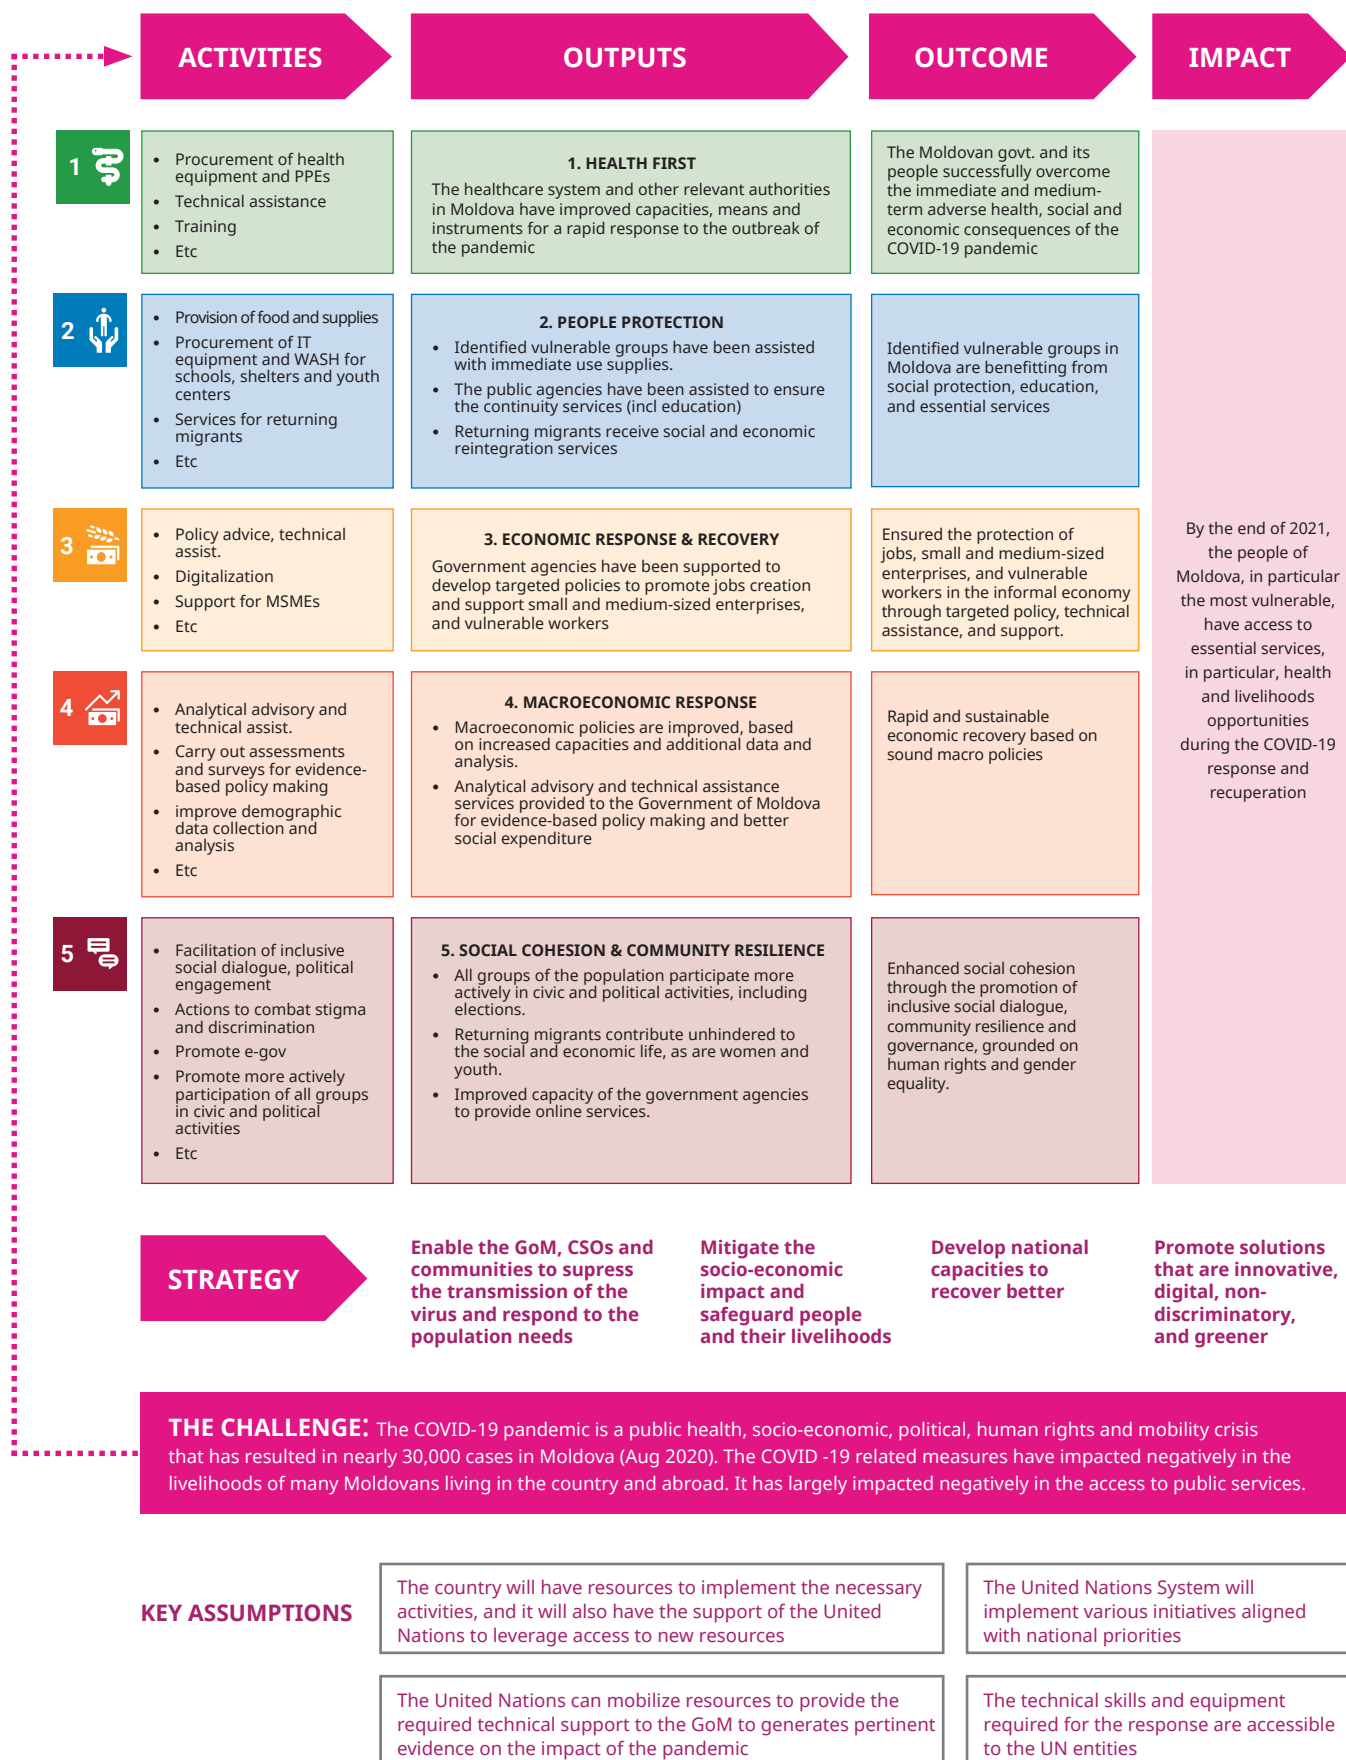 ACTIVITIES
OUTPUTS
OUTCOME
IMPACT
1
• Procurement of health
equipment and PPEs
• Technical assistance
• Training
• Etc
1. HEALTH FIRST
The healthcare system and other relevant authorities
in Moldova have improved capacities, means and
instruments for a rapid response to the outbreak of
the pandemic
The Moldovan govt. and its
people successfully overcome
the immediate and medium-
term adverse health, social and
economic consequences of the
COVID-19 pandemic
2
• Provision of food and supplies
• Procurement of IT
equipment and WASH for
schools, shelters and youth
centers
• Services for returning
migrants
• Etc
2. PEOPLE PROTECTION
• Identified vulnerable groups have been assisted
with immediate use supplies.
• The public agencies have been assisted to ensure
the continuity services (incl education)
• Returning migrants receive social and economic
reintegration services
Identified vulnerable groups in
Moldova are benefitting from
social protection, education,
and essential services
3
• Policy advice, technical
assist.
• Digitalization
• Support for MSMEs
• Etc
3. ECONOMIC RESPONSE & RECOVERY
Government agencies have been supported to
develop targeted policies to promote jobs creation
and support small and medium-sized enterprises,
and vulnerable workers
Ensured the protection of
jobs, small and medium-sized
enterprises, and vulnerable
workers in the informal economy
through targeted policy, technical
assistance, and support.
4
• Analytical advisory and
technical assist.
• Carry out assessments
and surveys for evidence-
based policy making
• improve demographic
data collection and
analysis
• Etc
4. MACROECONOMIC RESPONSE
• Macroeconomic policies are improved, based
on increased capacities and additional data and
analysis.
• Analytical advisory and technical assistance
services provided to the Government of Moldova
for evidence-based policy making and better
social expenditure
Rapid and sustainable
economic recovery based on
sound macro policies
5
• Facilitation of inclusive
social dialogue, political
engagement
• Actions to combat stigma
and discrimination
• Promote e-gov
• Promote more actively
participation of all groups
in civic and political
activities
• Etc
5. SOCIAL COHESION & COMMUNITY RESILIENCE
• All groups of the population participate more
actively in civic and political activities, including
elections.
• Returning migrants contribute unhindered to
the social and economic life, as are women and
youth.
• Improved capacity of the government agencies
to provide online services.
Enhanced social cohesion
through the promotion of
inclusive social dialogue,
community resilience and
governance, grounded on
human rights and gender
equality.
By the end of 2021,
the people of
Moldova, in particular
the most vulnerable,
have access to
essential services,
in particular, health
and livelihoods
opportunities
during the COVID-19
response and
recuperation
STRATEGY
Enable the GoM, CSOs and
communities to supress
the transmission of the
virus and respond to the
population needs
Mitigate the
socio-economic
impact and
safeguard people
and their livelihoods
Develop national
capacities to
recover better
Promote solutions
that are innovative,
digital, non-
discriminatory,
and greener
THE CHALLENGE: The COVID-19 pandemic is a public health, socio-economic, political, human rights and mobility crisis
that has resulted in nearly 30,000 cases in Moldova (Aug 2020). The COVID -19 related measures have impacted negatively in the
livelihoods of many Moldovans living in the country and abroad. It has largely impacted negatively in the access to public services.
KEY ASSUMPTIONS
The country will have resources to implement the necessary
activities, and it will also have the support of the United
Nations to leverage access to new resources
The United Nations System will
implement various initiatives aligned
with national priorities
The United Nations can mobilize resources to provide the
required technical support to the GoM to generates pertinent
evidence on the impact of the pandemic
The technical skills and equipment
required for the response are accessible
to the UN entities